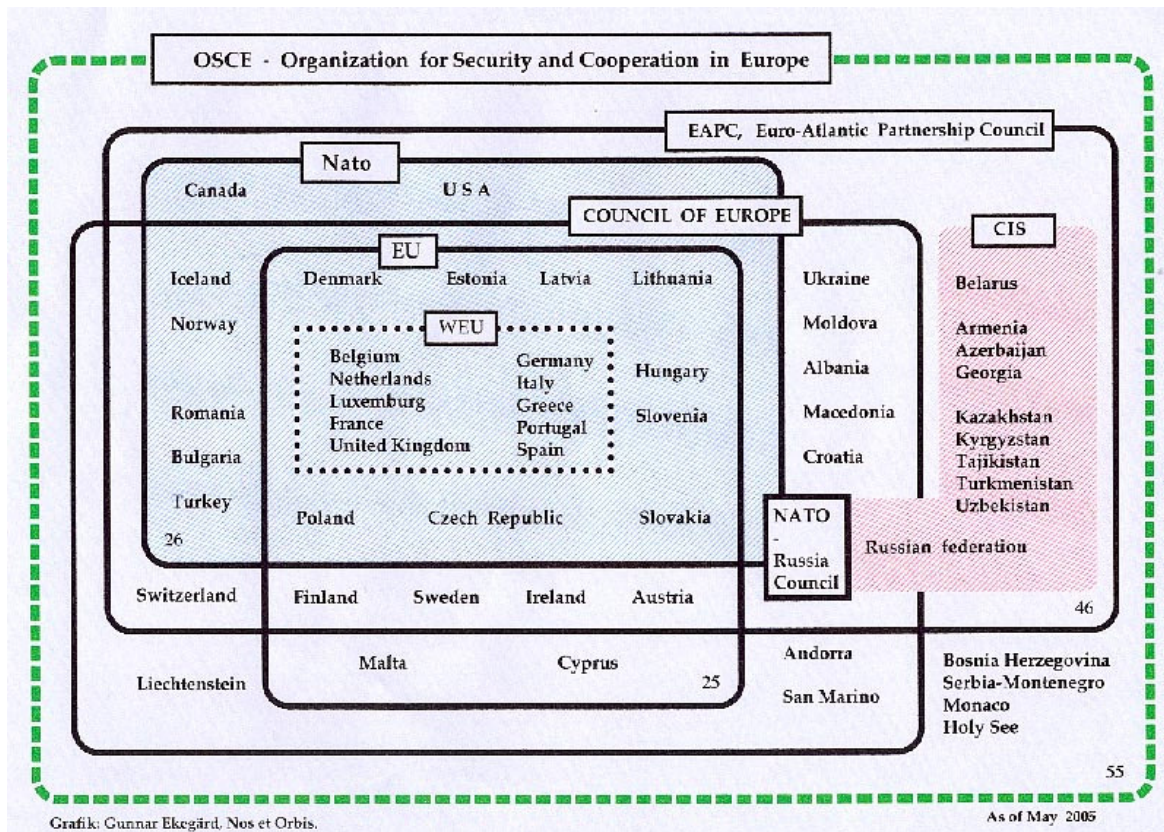 OSCE - Organization for Security and Cooperation in Europe
EAPC, Euro-Atlantic Partnership Council
Nato
Canada
U S A
COUNCIL OF EUROPE
CIS
EU
Iceland
Denmark
Estonia
Latvia
Lithuania
Ukraine
Belarus
Norway
WEU
Moldova
Armenia
Azerbaijan
Georgia
Belgium
Netherlands
Luxemburg
France
United Kingdom
Germany
Italy
Greece
Portugal
Spain
Hungary
Slovenia
Albania
Macedonia
Croatia
Kazakhstan
Kyrgyzstan
Tajikistan
Turkmenistan
Uzbekistan
Romania
Bulgaria
Turkey
26
Poland
Czech Republic
Slovakia
NATO
-
Russia
Council
Russian federation
Switzerland
Finland
Sweden
Ireland
Austria
46
Liechtenstein
Malta
Cyprus
25
Andorra
San Marino
Bosnia Herzegovina
Serbia-Montenegro
Monaco
Holy See
55
Grafik: Gunnar Ekegärd, Nos et Orbis.
As of May 2005